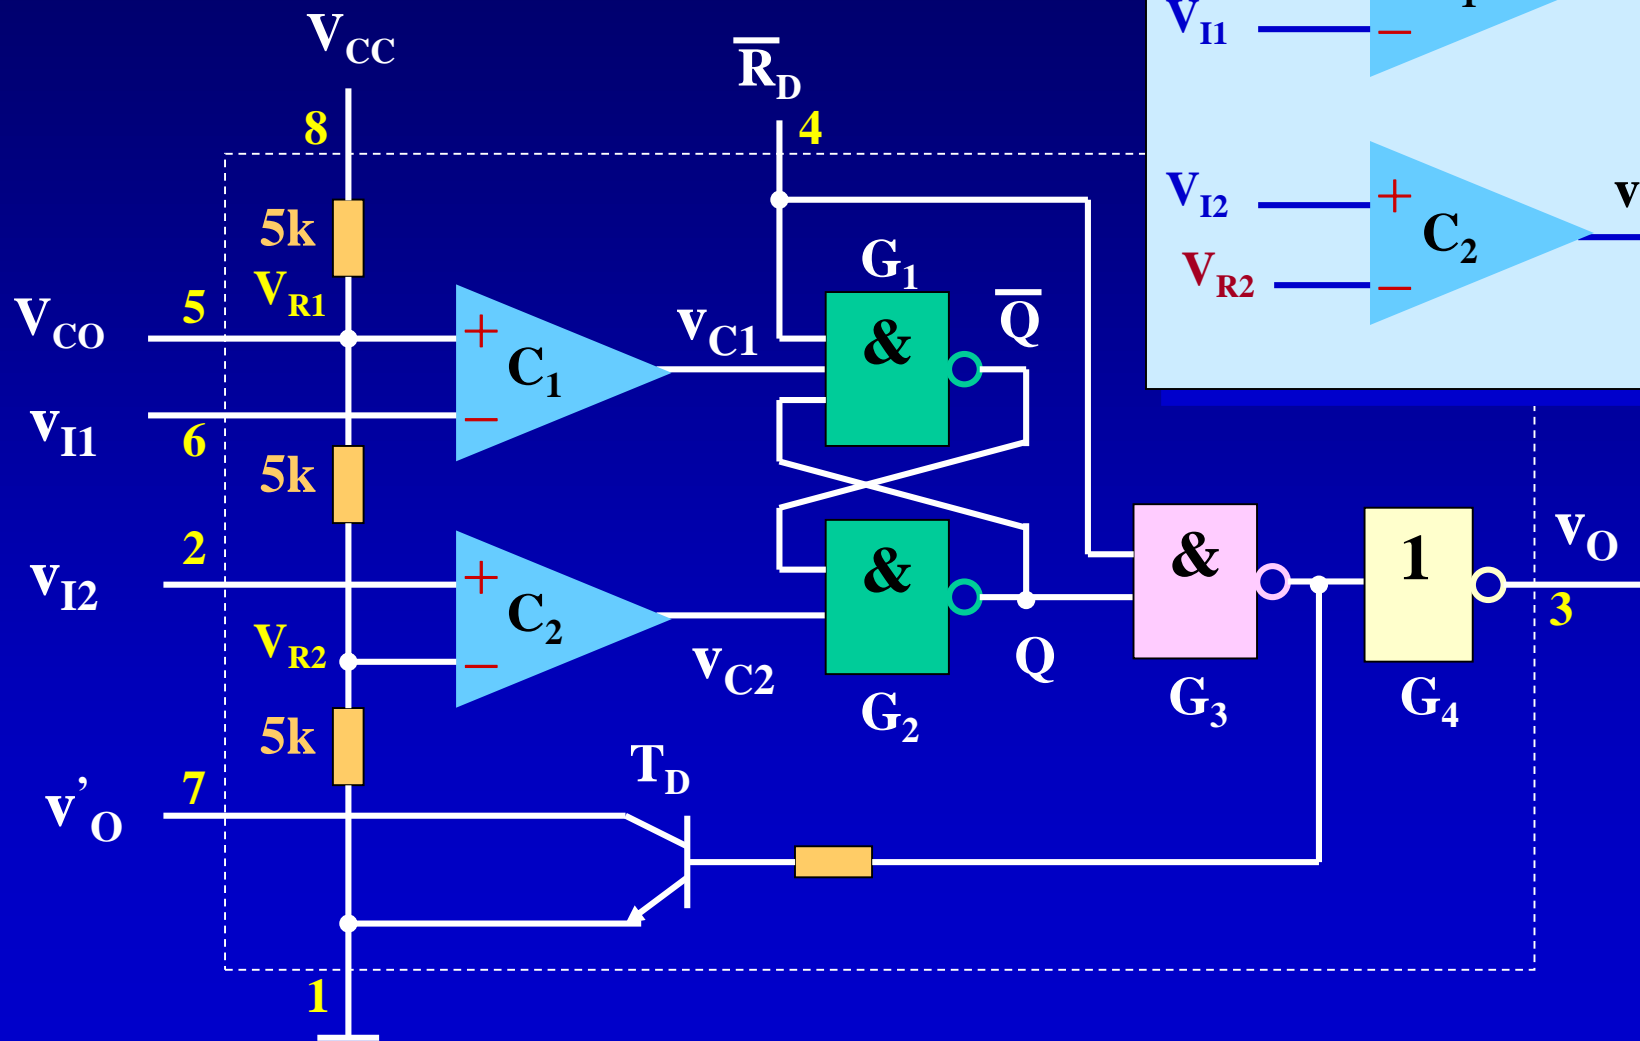 VCC
R̅D
8
4
5k
VR1
G1
Q̅
VCO
5
+
C1
−
vC1
&
vI1
6
5k
2
vI2
+
C2
−
VR2
vC2
&
G2
Q
&
G3
1
G4
vO
3
5k
7
v'O
TD
1
VI1
−
VI2
+
C2
VR2
−
v